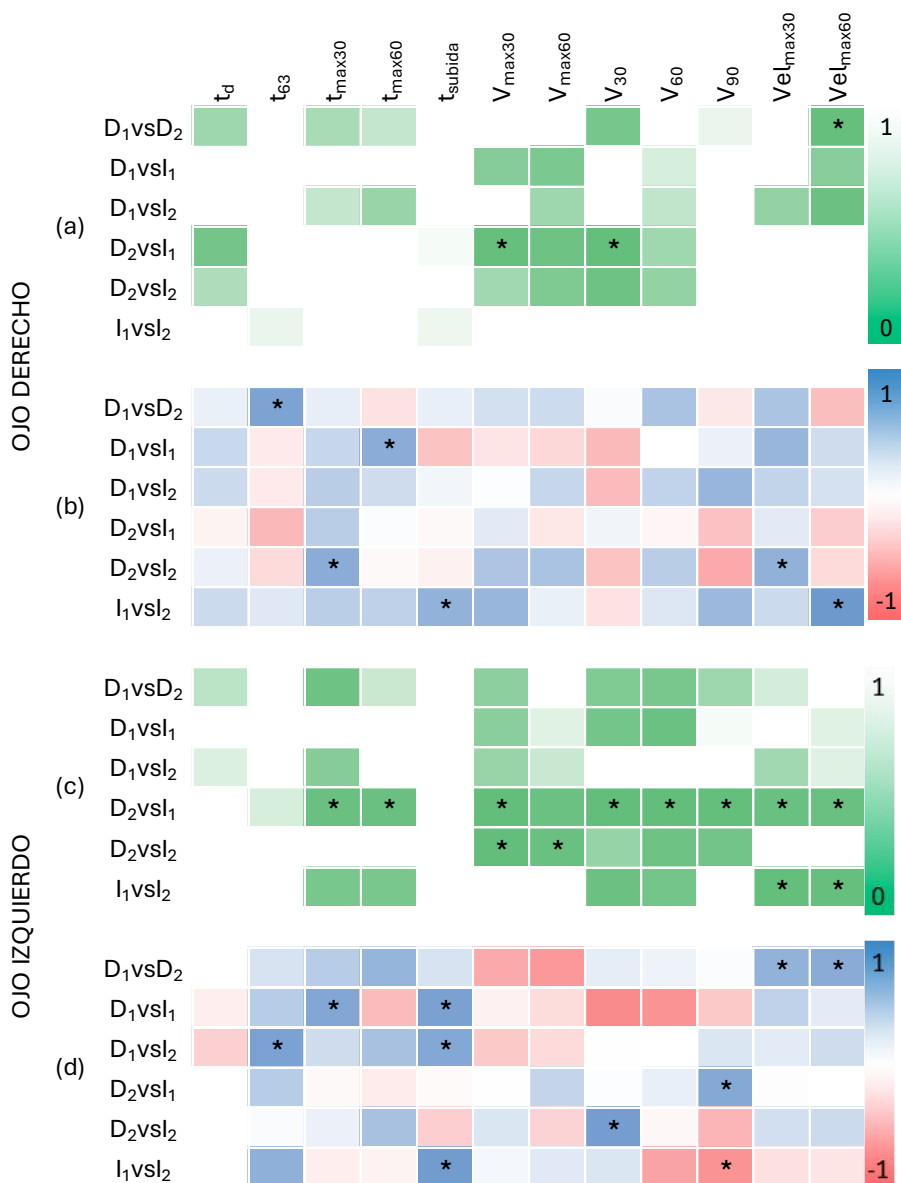 t_d t_63 t_max30 t_max60 t_subida V_max30 V_max60 V_30 V_60 V_90 Vel_max30 Vel_max60
OJO DERECHO
(a)
D₁vsD₂ * 1
D₁vsI₁
D₁vsI₂
D₂vsI₁ * *
D₂vsI₂
I₁vsI₂ 0
(b)
D₁vsD₂ * 1
D₁vsI₁ *
D₁vsI₂
D₂vsI₁
D₂vsI₂ * *
I₁vsI₂ * * -1
OJO IZQUIERDO
(c)
D₁vsD₂ 1
D₁vsI₁
D₁vsI₂
D₂vsI₁ * * * * * * * *
D₂vsI₂ * *
I₁vsI₂ * * 0
(d)
D₁vsD₂ * * 1
D₁vsI₁ * *
D₁vsI₂ * *
D₂vsI₁ *
D₂vsI₂ *
I₁vsI₂ * * -1